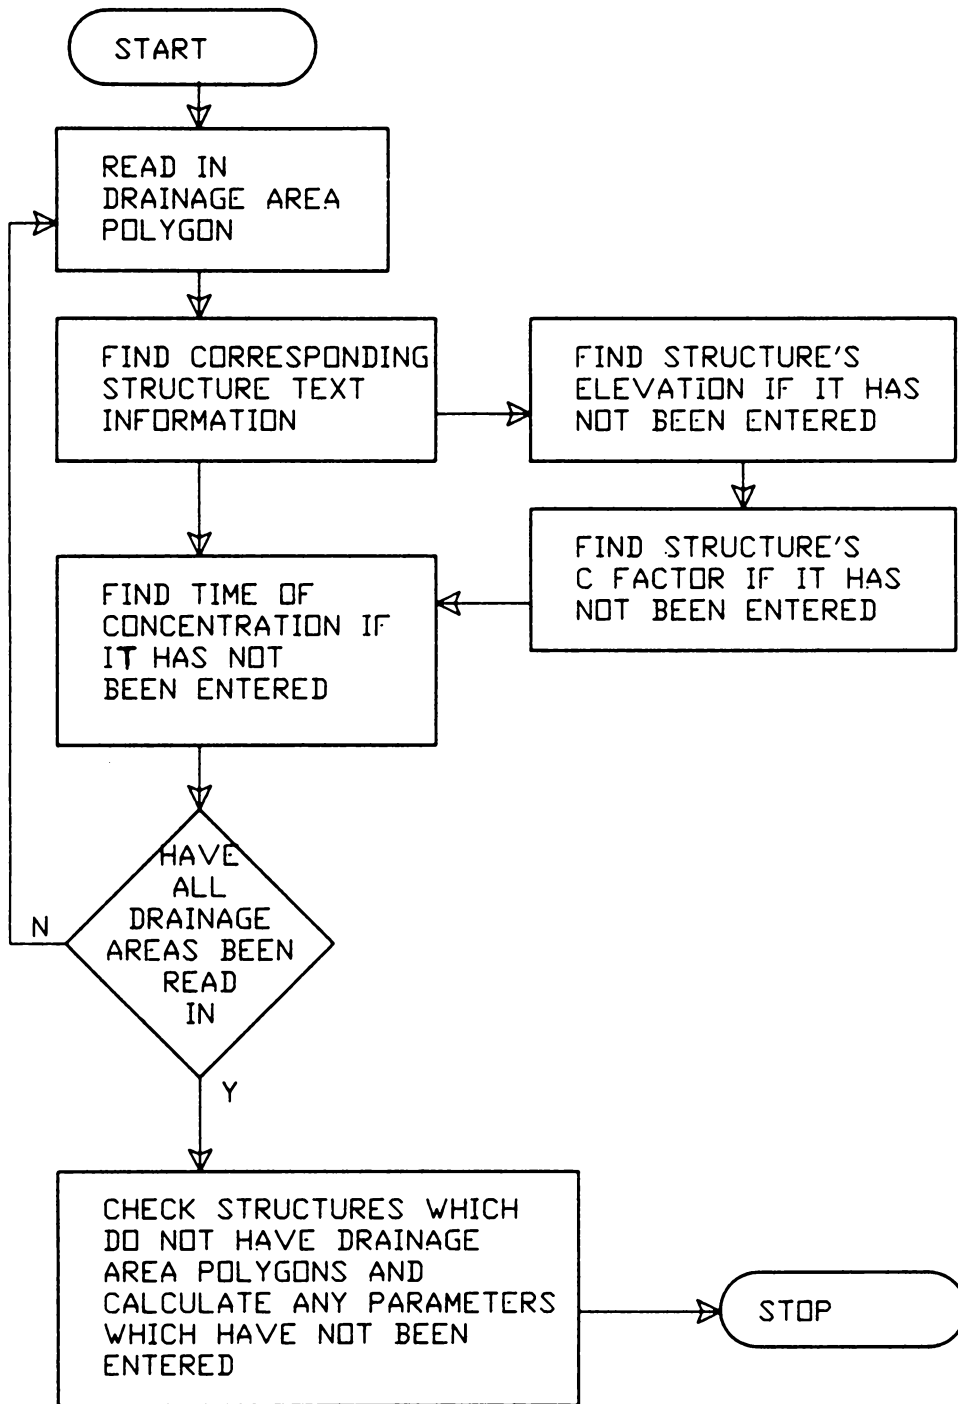 START
READ IN
DRAINAGE AREA
POLYGON
FIND CORRESPONDING
STRUCTURE TEXT
INFORMATION
FIND STRUCTURE'S
ELEVATION IF IT HAS
NOT BEEN ENTERED
FIND STRUCTURE'S
C FACTOR IF IT HAS
NOT BEEN ENTERED
FIND TIME OF
CONCENTRATION IF
IT HAS NOT
BEEN ENTERED
HAVE
ALL
DRAINAGE
AREAS BEEN
READ
IN
N
Y
CHECK STRUCTURES WHICH
DO NOT HAVE DRAINAGE
AREA POLYGONS AND
CALCULATE ANY PARAMETERS
WHICH HAVE NOT BEEN
ENTERED
STOP